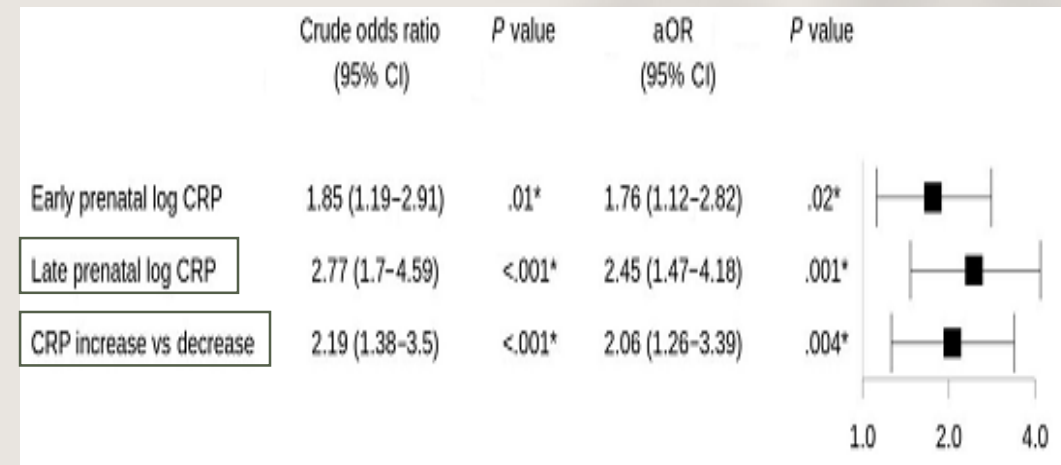 Crude odds ratio P value aOR P value
(95% CI) (95% CI)
Early prenatal log CRP 1.85 (1.19–2.91) .01* 1.76 (1.12–2.82) .02*
Late prenatal log CRP 2.77 (1.7–4.59) <.001* 2.45 (1.47–4.18) .001*
CRP increase vs decrease 2.19 (1.38–3.5) <.001* 2.06 (1.26–3.39) .004*
1.0 2.0 4.0